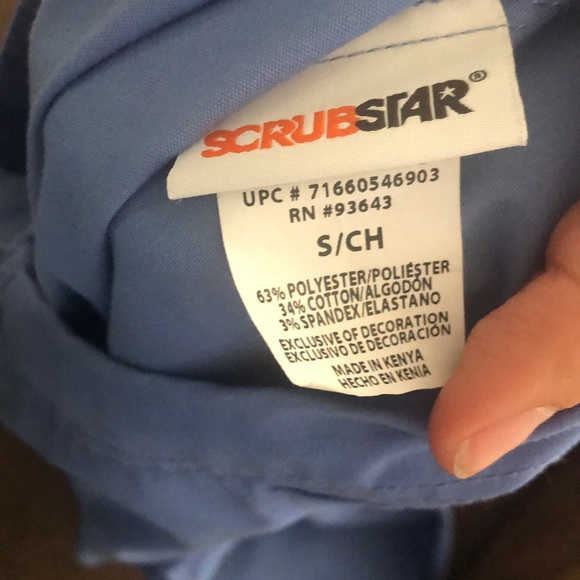 SCRUBSTAR®
UPC # 71660546903
RN #93643
S/CH
63% POLYESTER/POLIÉSTER
34% COTTON/ALGODÓN
3% SPANDEX/ELASTANO
EXCLUSIVE OF DECORATION
EXCLUSIVO DE DECORACIÓN
MADE IN KENYA
HECHO EN KENIA